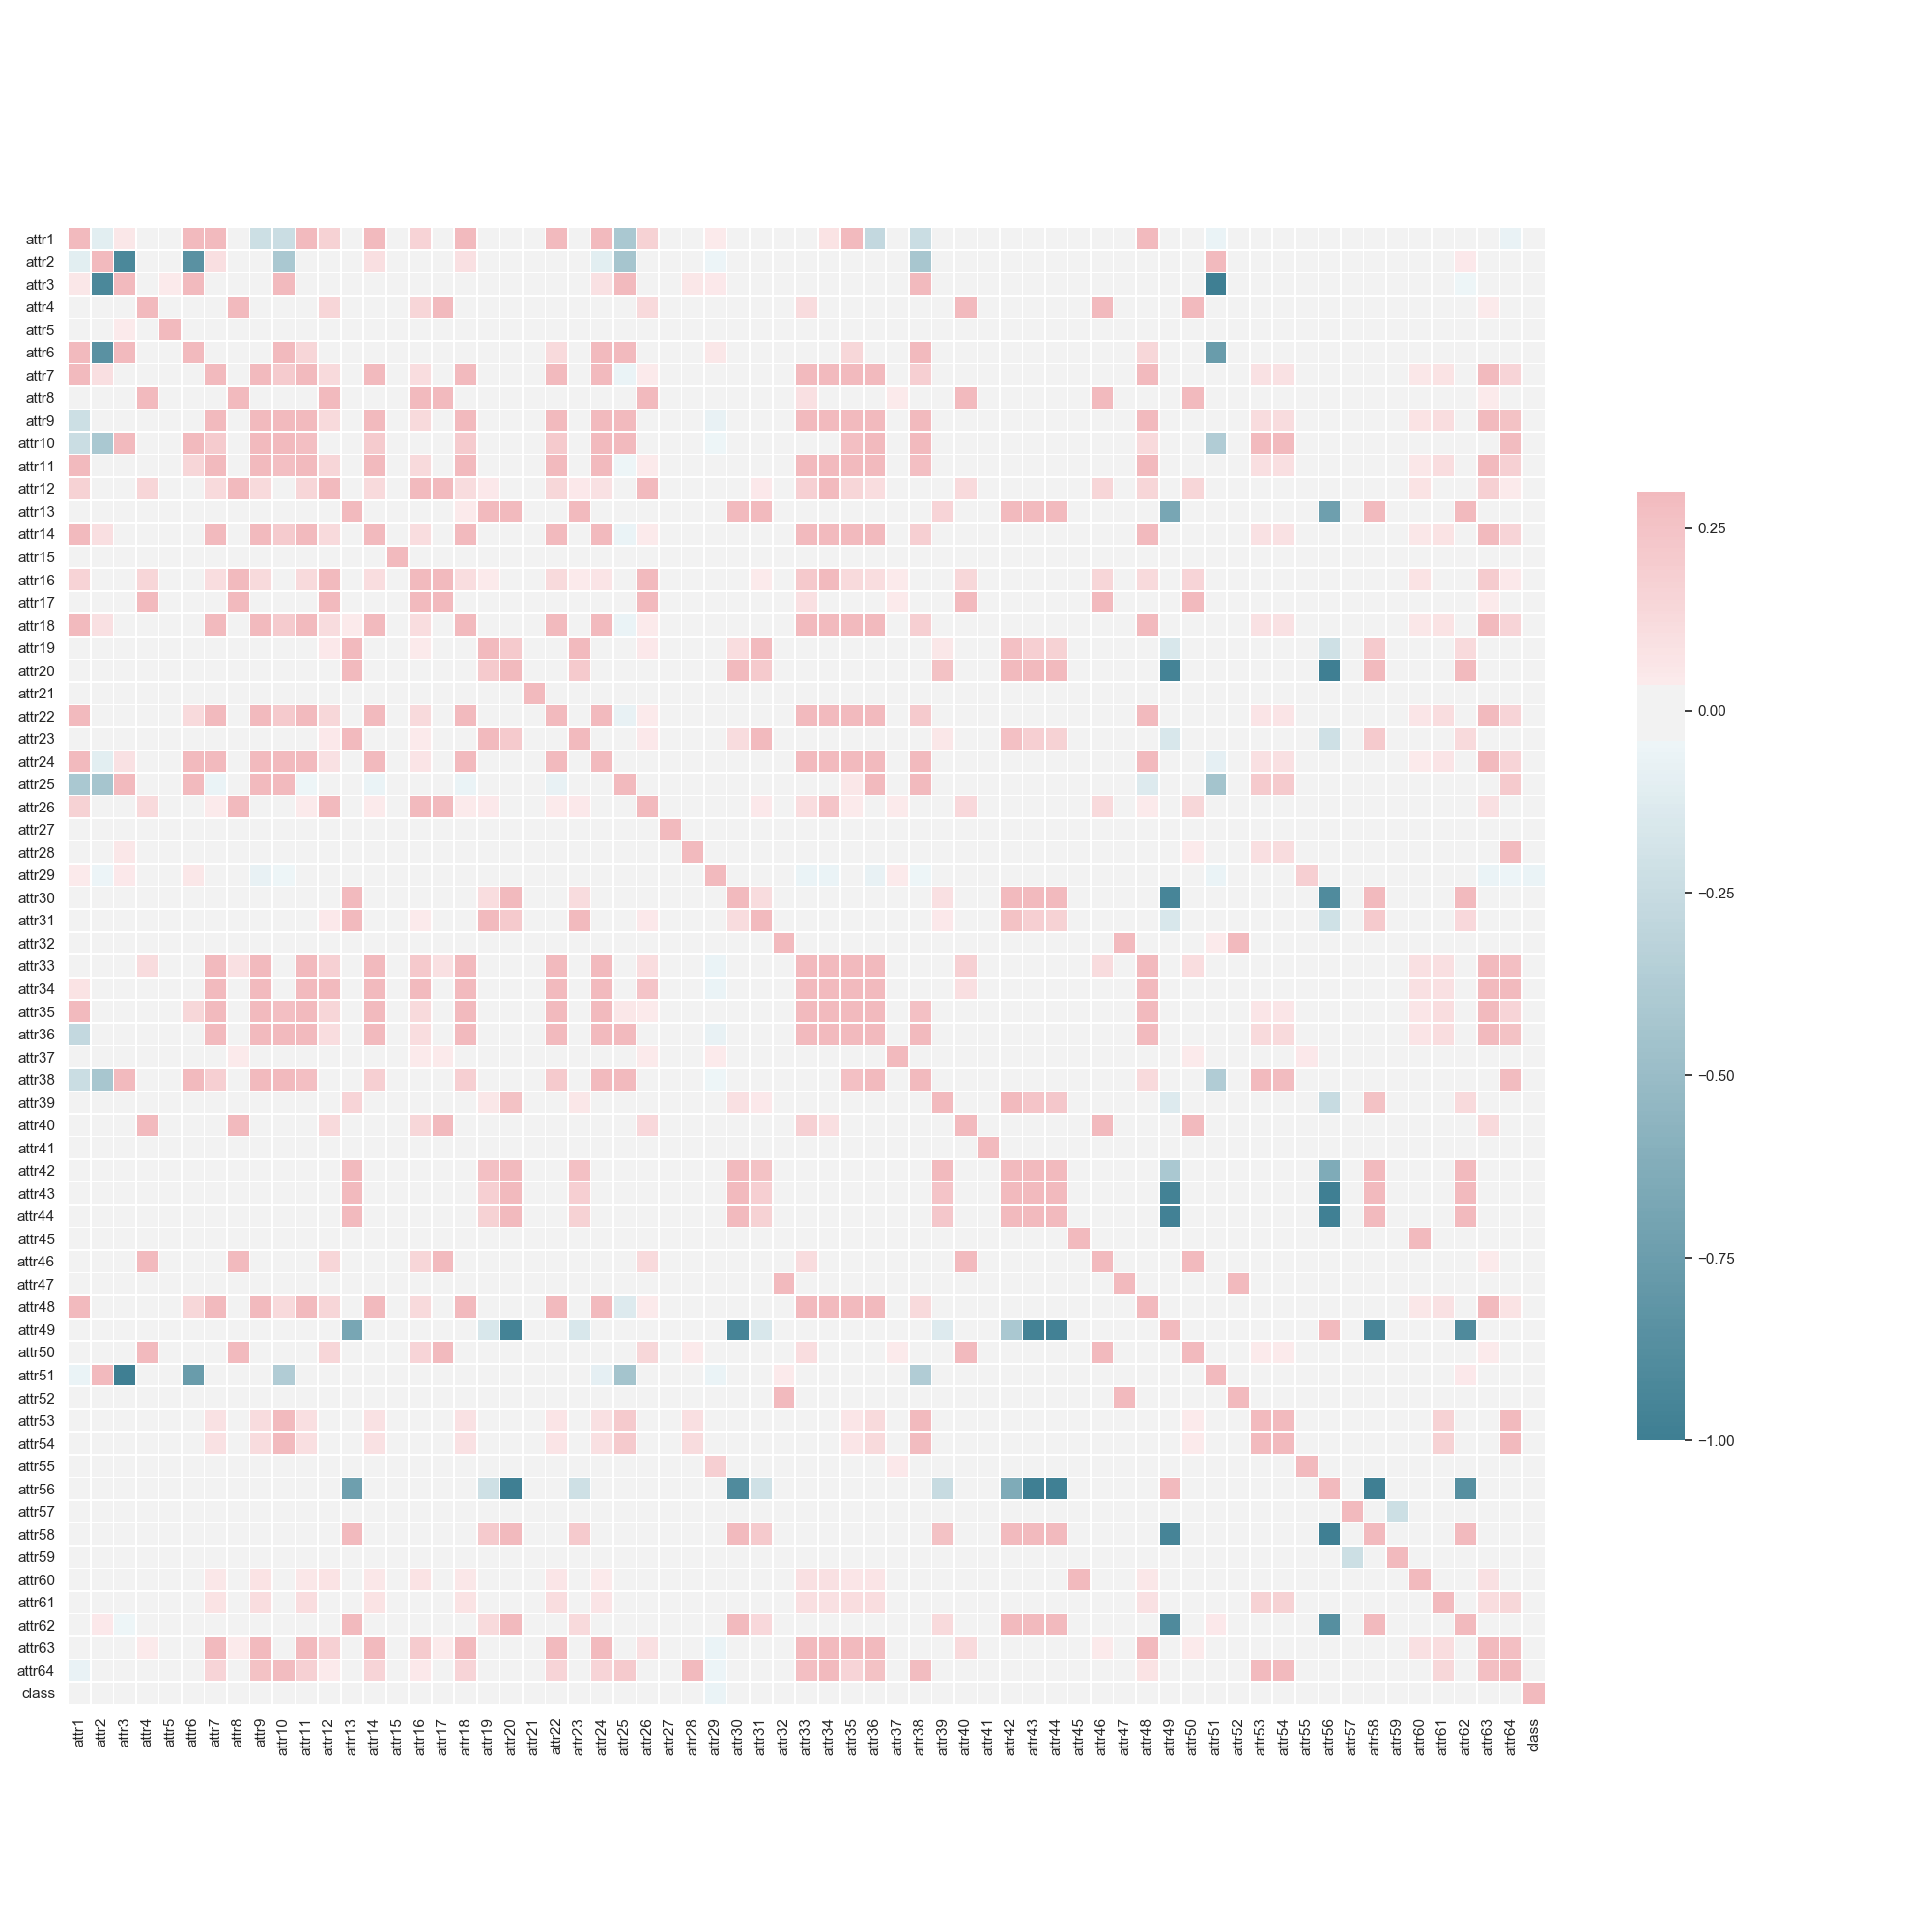 attr1
attr2
attr3
attr4
attr5
attr6
attr7
attr8
attr9
attr10
attr11
attr12
attr13
attr14
attr15
attr16
attr17
attr18
attr19
attr20
attr21
attr22
attr23
attr24
attr25
attr26
attr27
attr28
attr29
attr30
attr31
attr32
attr33
attr34
attr35
attr36
attr37
attr38
attr39
attr40
attr41
attr42
attr43
attr44
attr45
attr46
attr47
attr48
attr49
attr50
attr51
attr52
attr53
attr54
attr55
attr56
attr57
attr58
attr59
attr60
attr61
attr62
attr63
attr64
class
attr1 attr2 attr3 attr4 attr5 attr6 attr7 attr8 attr9 attr10 attr11 attr12 attr13 attr14 attr15 attr16 attr17 attr18 attr19 attr20 attr21 attr22 attr23 attr24 attr25 attr26 attr27 attr28 attr29 attr30 attr31 attr32 attr33 attr34 attr35 attr36 attr37 attr38 attr39 attr40 attr41 attr42 attr43 attr44 attr45 attr46 attr47 attr48 attr49 attr50 attr51 attr52 attr53 attr54 attr55 attr56 attr57 attr58 attr59 attr60 attr61 attr62 attr63 attr64 class
0.25
0.00
−0.25
−0.50
−0.75
−1.00